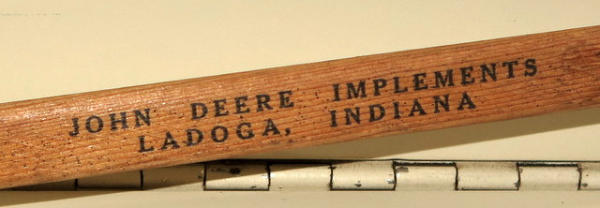 JOHN DEERE IMPLEMENTS
LADOGA, INDIANA